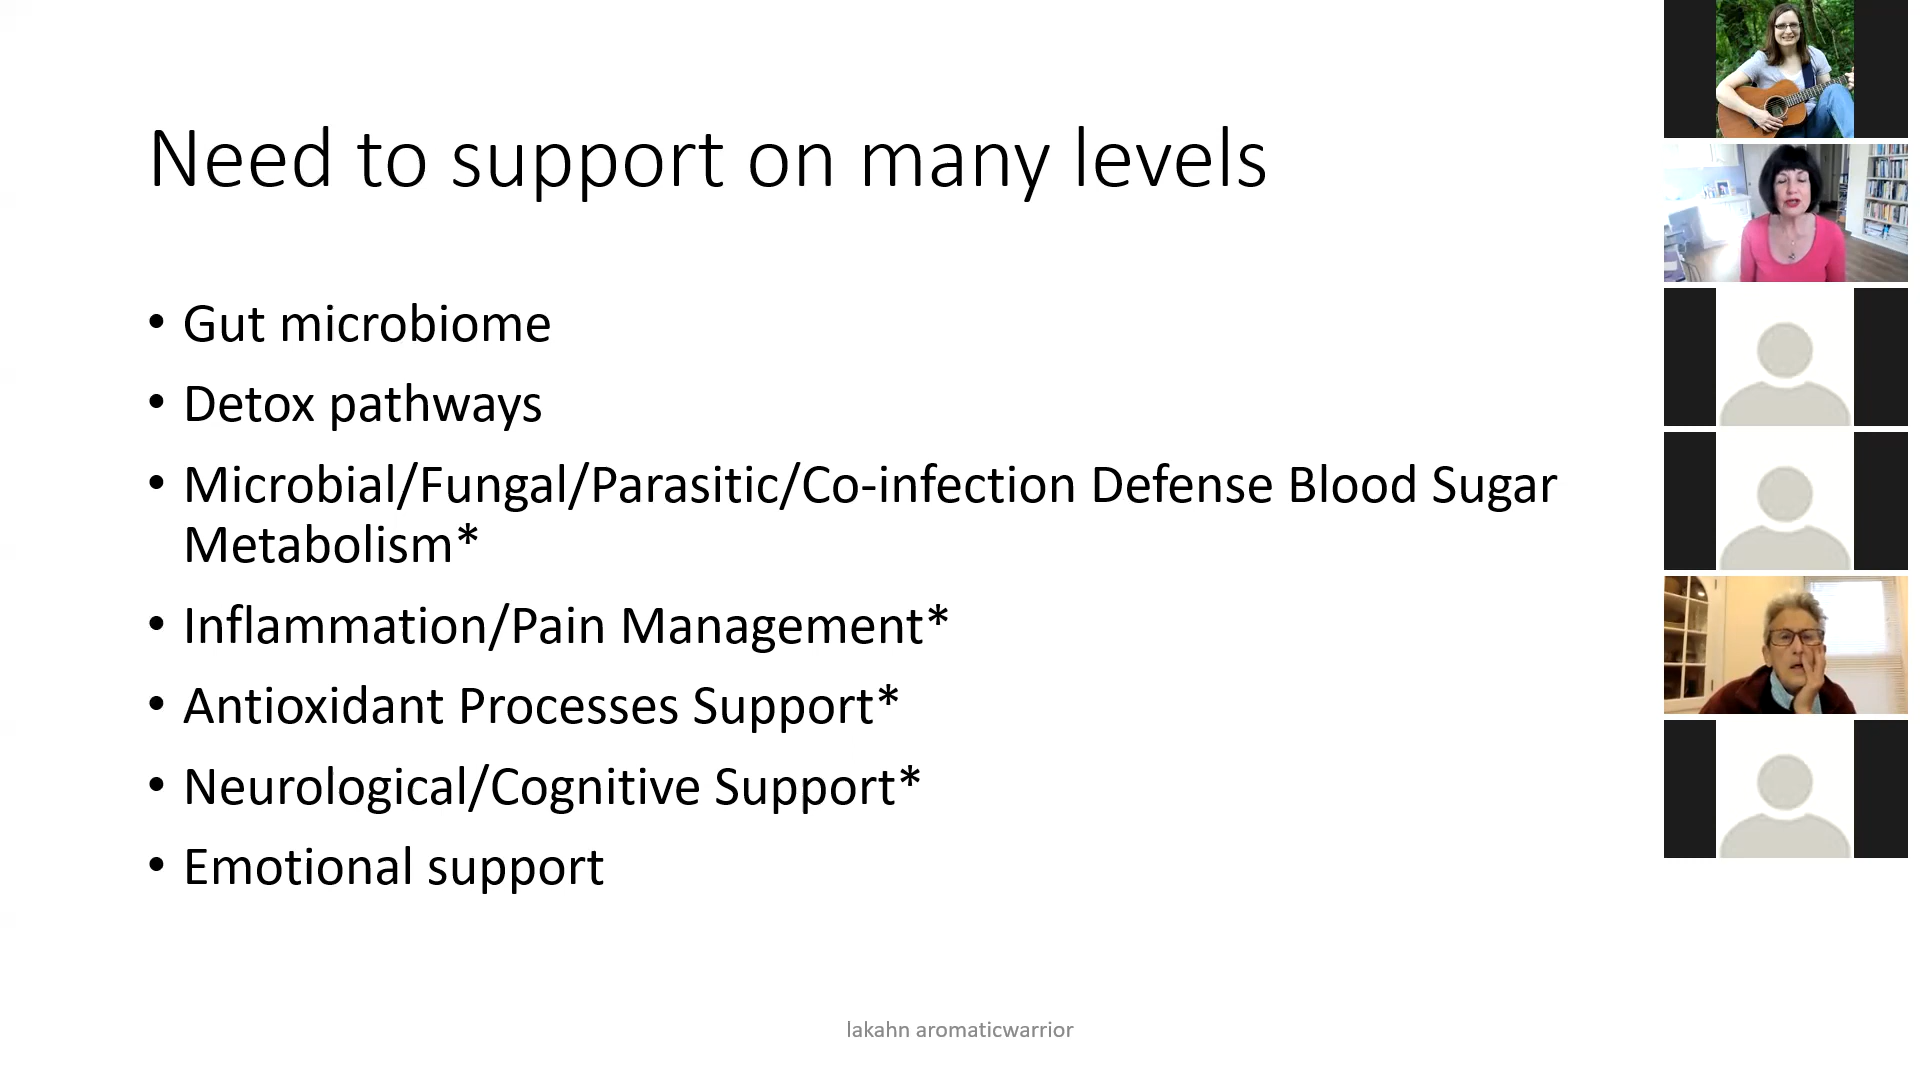 Need to support on many levels
• Gut microbiome
• Detox pathways
• Microbial/Fungal/Parasitic/Co-infection Defense Blood Sugar
Metabolism*
• Inflammation/Pain Management*
• Antioxidant Processes Support*
• Neurological/Cognitive Support*
• Emotional support
lakahn aromaticwarrior